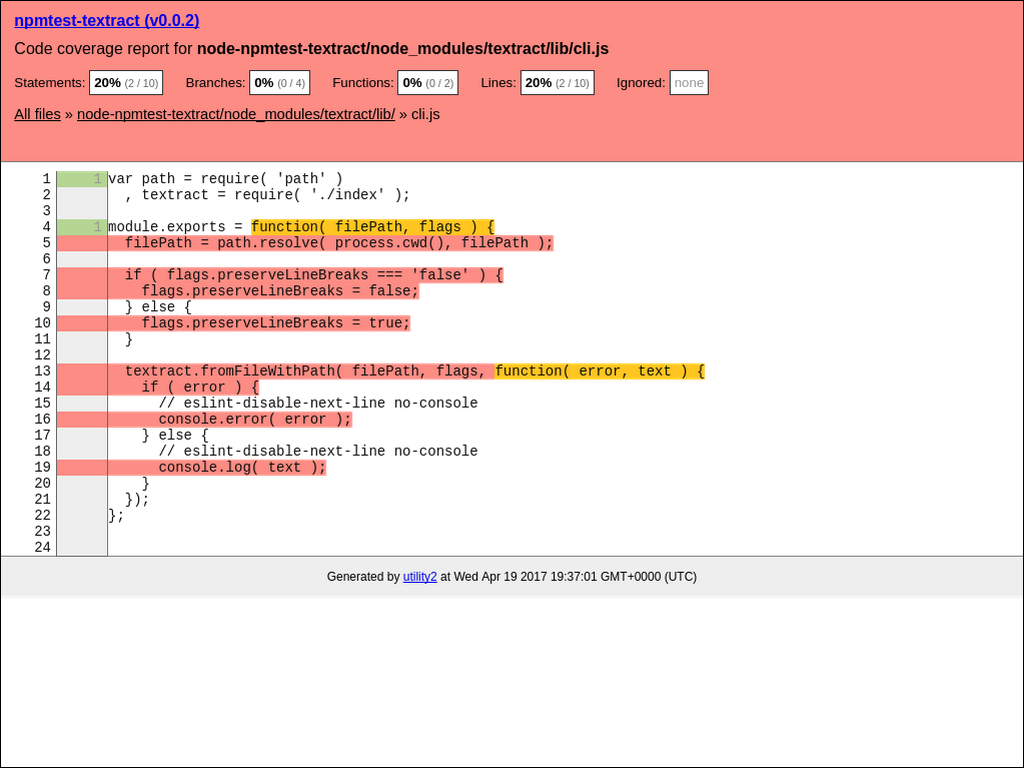 npmtest-textract (v0.0.2)
Code coverage report for node-npmtest-textract/node_modules/textract/lib/cli.js
Statements: 20% (2 / 10) Branches: 0% (0 / 4) Functions: 0% (0 / 2) Lines: 20% (2 / 10) Ignored: none
All files » node-npmtest-textract/node_modules/textract/lib/ » cli.js
1 1 var path = require( 'path' )
2   , textract = require( './index' );
3
4 1 module.exports = function( filePath, flags ) {
5   filePath = path.resolve( process.cwd(), filePath );
6
7   if ( flags.preserveLineBreaks === 'false' ) {
8     flags.preserveLineBreaks = false;
9   } else {
10     flags.preserveLineBreaks = true;
11   }
12
13   textract.fromFileWithPath( filePath, flags, function( error, text ) {
14     if ( error ) {
15       // eslint-disable-next-line no-console
16       console.error( error );
17     } else {
18       // eslint-disable-next-line no-console
19       console.log( text );
20     }
21   });
22 };
23
24
Generated by utility2 at Wed Apr 19 2017 19:37:01 GMT+0000 (UTC)